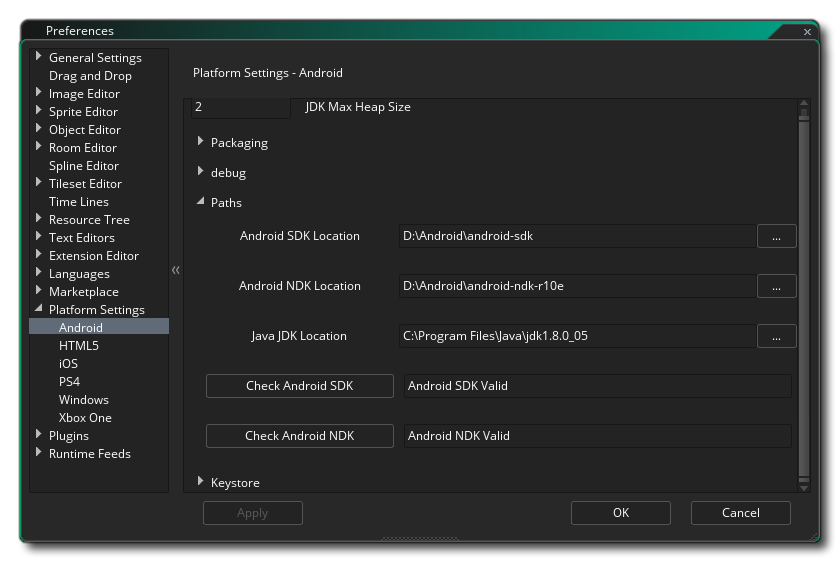 Preferences
General Settings
Drag and Drop
Image Editor
Sprite Editor
Object Editor
Room Editor
Spline Editor
Tileset Editor
Time Lines
Resource Tree
Text Editors
Extension Editor
Languages
Marketplace
Platform Settings
Android
HTML5
iOS
PS4
Windows
Xbox One
Plugins
Runtime Feeds
Platform Settings - Android
2 JDK Max Heap Size
Packaging
debug
Paths
Android SDK Location D:\Android\android-sdk ...
Android NDK Location D:\Android\android-ndk-r10e ...
Java JDK Location C:\Program Files\Java\jdk1.8.0_05 ...
Check Android SDK Android SDK Valid
Check Android NDK Android NDK Valid
Keystore
Apply OK Cancel